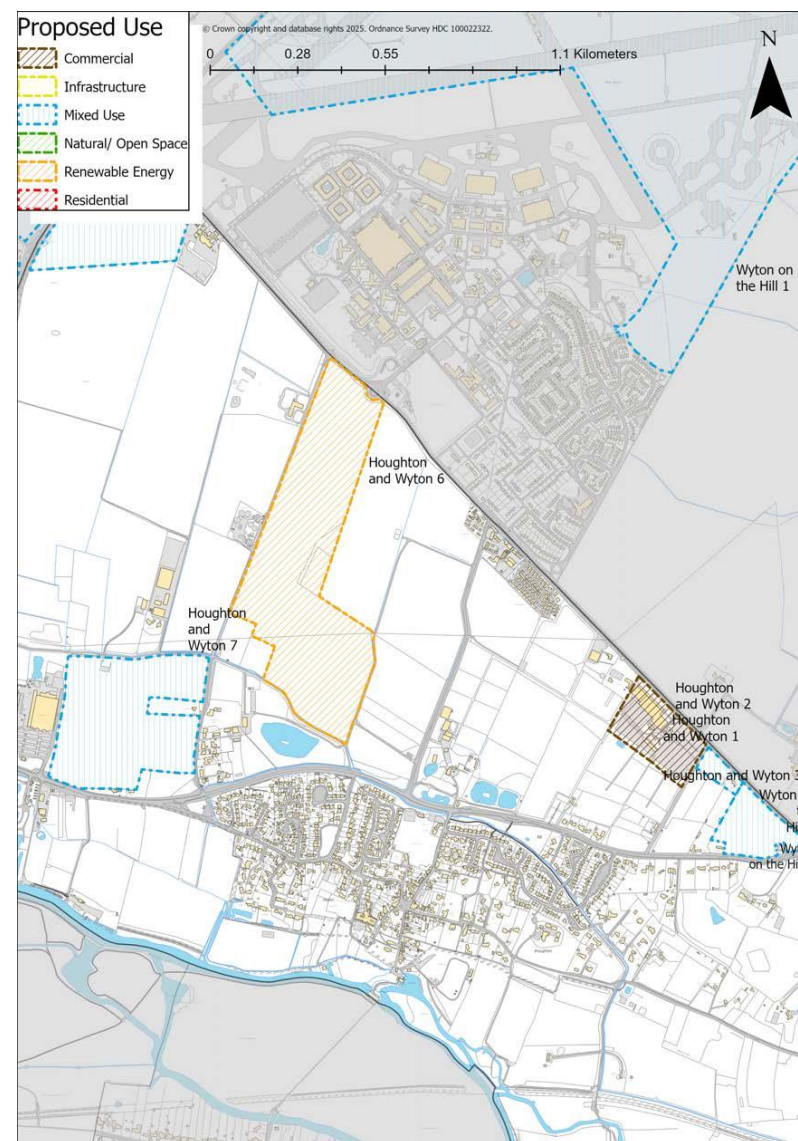 Proposed Use
Commercial
Infrastructure
Mixed Use
Natural/ Open Space
Renewable Energy
Residential
© Crown copyright and database rights 2025. Ordnance Survey HDC 100022322.
0 0.28 0.55 1.1 Kilometers
N
Wyton on
the Hill 1
Houghton
and Wyton 6
Houghton
and
Wyton 7
Houghton
and Wyton 2
Houghton
and Wyton 1
Houghton and Wyton 3
Wyton
Hi
Wyt
on the Hi
Houghton